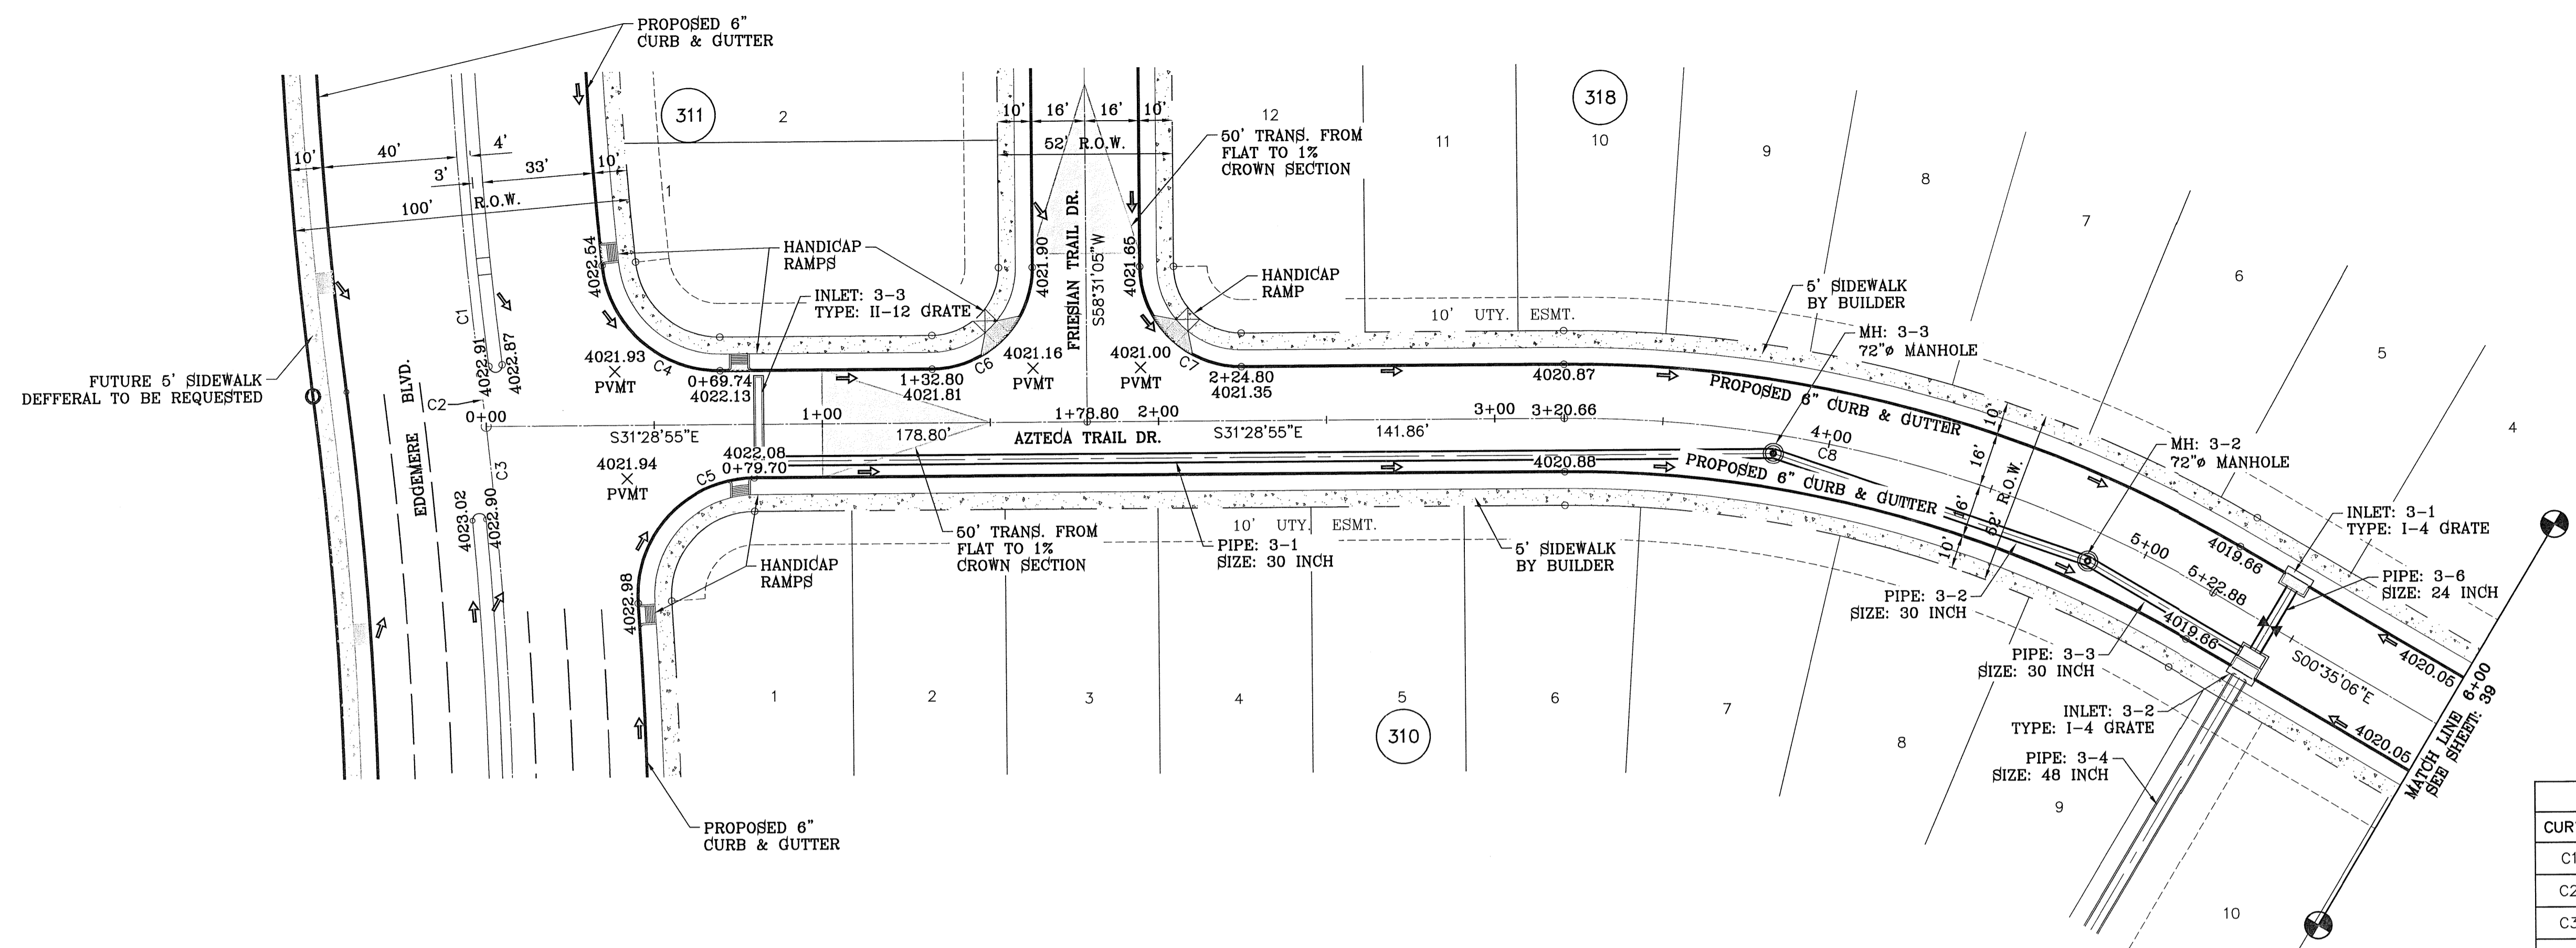 PROPOSED 6"
CURB & GUTTER
311
2
10' 16' 16' 10'
52' R.O.W.
12
50' TRANS. FROM
FLAT TO 1%
CROWN SECTION
318
11
10
9
8
7
6
5
4
10'
40'
4'
3'
33'
10'
100' R.O.W.
1
4022.54
HANDICAP
RAMPS
INLET: 3-3
TYPE: II-12 GRATE
4021.90
FRIESIAN TRAIL DR.
S58°31'05"W
4021.65
HANDICAP
RAMP
5' SIDEWALK
BY BUILDER
10' UTY. ESMT.
MH: 3-3
72"ø MANHOLE
C1
4022.91
4022.87
FUTURE 5' SIDEWALK
DEFFERAL TO BE REQUESTED
EDGEMERE BLVD.
C2
0+00
4021.93
PVMT
C4
0+69.74
4022.13
1+32.80
4021.81
C6
4021.16
PVMT
4021.00
PVMT
C7
2+24.80
4021.35
4020.87
PROPOSED 6" CURB & GUTTER
10'
16'
16'
52' R.O.W.
10'
S31°28'55"E
1+00
178.80'
1+78.80
2+00
AZTECA TRAIL DR.
S31°28'55"E
141.86'
3+00
3+20.66
4+00
C8
MH: 3-2
72"ø MANHOLE
C3
4021.94
PVMT
4022.08
0+79.70
C5
4020.88
PROPOSED 6" CURB & GUTTER
4023.02
4022.90
4022.98
HANDICAP
RAMPS
50' TRANS. FROM
FLAT TO 1%
CROWN SECTION
10' UTY. ESMT.
PIPE: 3-1
SIZE: 30 INCH
5' SIDEWALK
BY BUILDER
5+00
5+22.88
4019.66
INLET: 3-1
TYPE: I-4 GRATE
PIPE: 3-6
SIZE: 24 INCH
PIPE: 3-2
SIZE: 30 INCH
4019.66
PIPE: 3-3
SIZE: 30 INCH
S00°35'06"E
4020.05
4020.05
MATCH LINE 6+00
SEE SHEET: 39
INLET: 3-2
TYPE: I-4 GRATE
PIPE: 3-4
SIZE: 48 INCH
1
2
3
4
5
6
7
8
9
10
310
PROPOSED 6"
CURB & GUTTER
CUR
C1
C2
C3